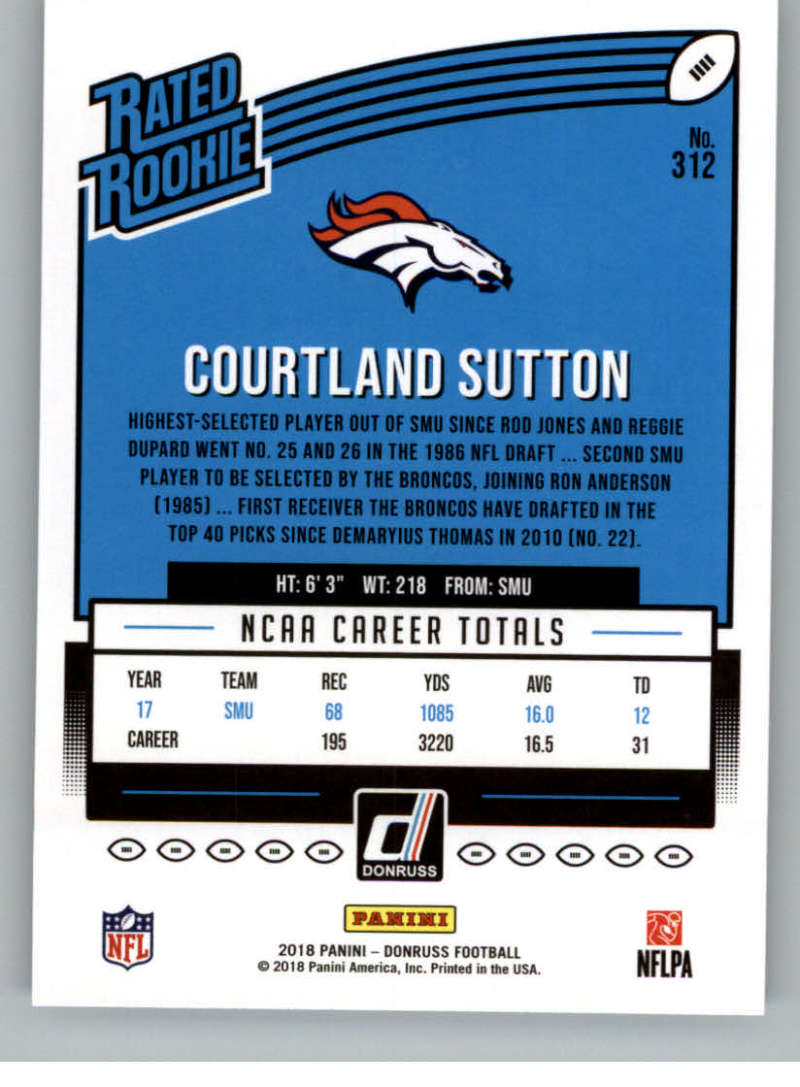 RATED
ROOKIE
No.
312
COURTLAND SUTTON
HIGHEST-SELECTED PLAYER OUT OF SMU SINCE ROD JONES AND REGGIE
DUPARD WENT NO. 25 AND 26 IN THE 1986 NFL DRAFT ... SECOND SMU
PLAYER TO BE SELECTED BY THE BRONCOS, JOINING RON ANDERSON
(1985) ... FIRST RECEIVER THE BRONCOS HAVE DRAFTED IN THE
TOP 40 PICKS SINCE DEMARYIUS THOMAS IN 2010 (NO. 22).
HT: 6' 3" WT: 218 FROM: SMU
NCAA CAREER TOTALS
YEAR TEAM REC YDS AVG TD
17 SMU 68 1085 16.0 12
CAREER 195 3220 16.5 31
d
DONRUSS
PANINI
NFL
2018 PANINI – DONRUSS FOOTBALL
© 2018 Panini America, Inc. Printed in the USA.
NFLPA